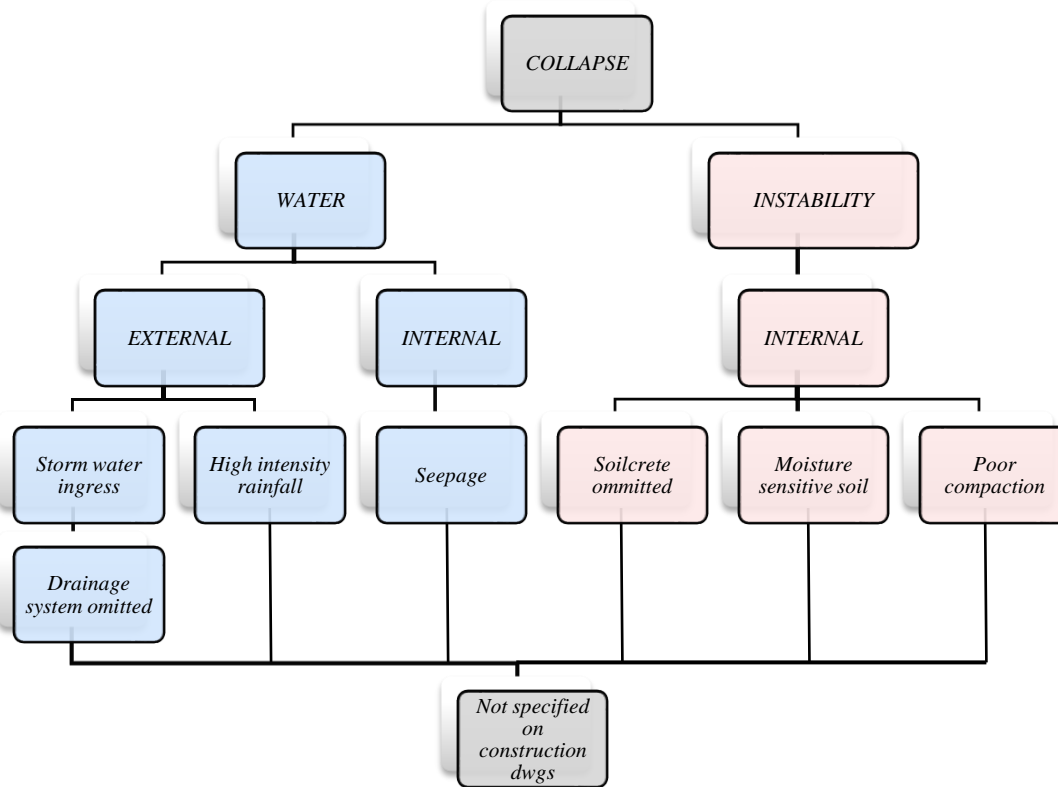 COLLAPSE
WATER
INSTABILITY
EXTERNAL
INTERNAL
INTERNAL
Storm water
ingress
High intensity
rainfall
Seepage
Soilcrete
ommitted
Moisture
sensitive soil
Poor
compaction
Drainage
system omitted
Not specified
on
construction
dwgs